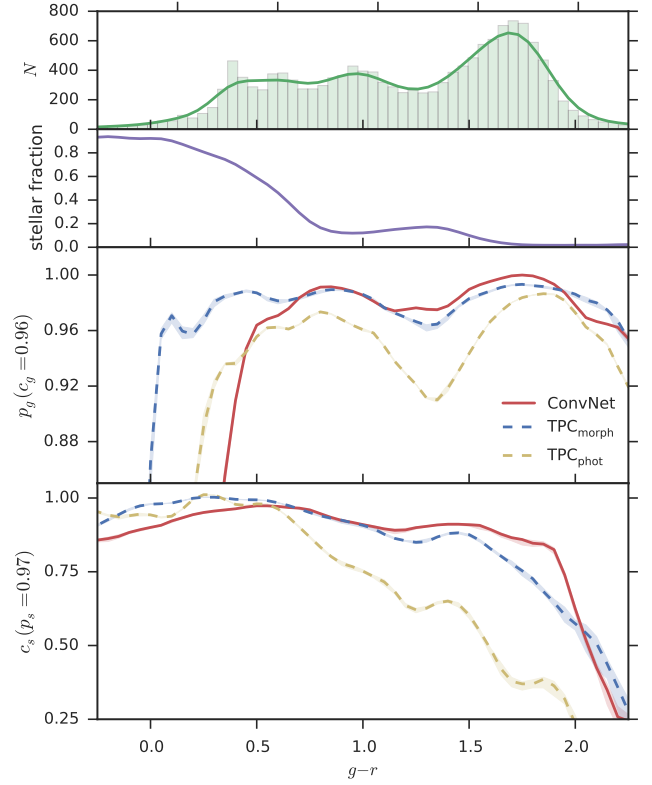 800
600
400
200
0
N
0.8
0.6
0.4
0.2
0.0
stellar fraction
1.00
0.96
0.92
0.88
p_g (c_g = 0.96)
ConvNet
TPC_morph
TPC_phot
1.00
0.75
0.50
0.25
c_s (p_s = 0.97)
0.0 0.5 1.0 1.5 2.0
g−r